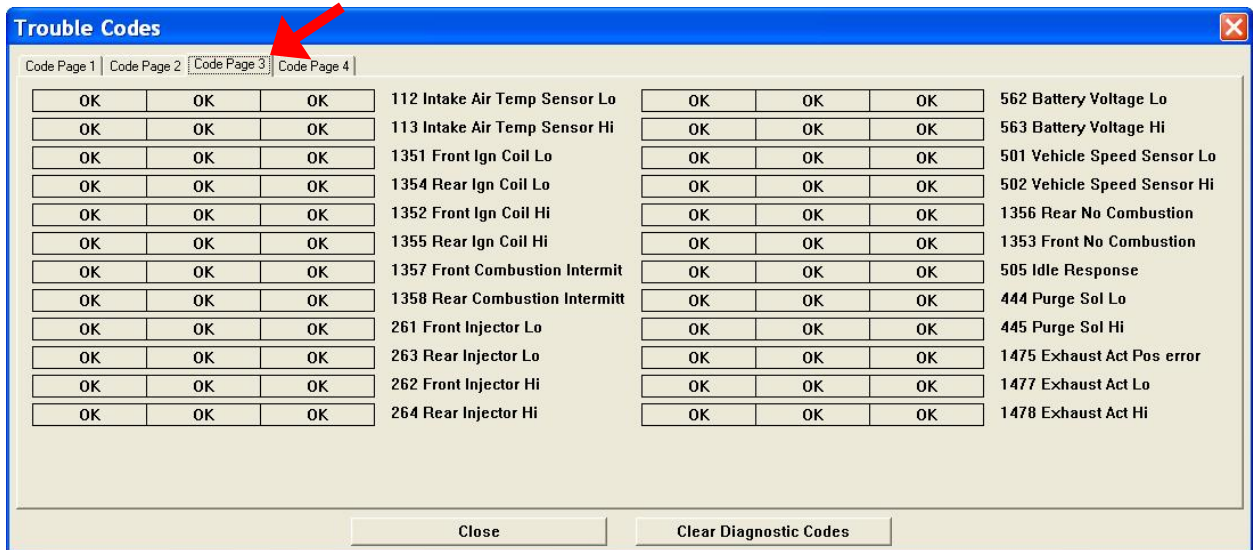 Trouble Codes
Code Page 1 Code Page 2 Code Page 3 Code Page 4
OK OK OK 112 Intake Air Temp Sensor Lo OK OK OK 562 Battery Voltage Lo
OK OK OK 113 Intake Air Temp Sensor Hi OK OK OK 563 Battery Voltage Hi
OK OK OK 1351 Front Ign Coil Lo OK OK OK 501 Vehicle Speed Sensor Lo
OK OK OK 1354 Rear Ign Coil Lo OK OK OK 502 Vehicle Speed Sensor Hi
OK OK OK 1352 Front Ign Coil Hi OK OK OK 1356 Rear No Combustion
OK OK OK 1355 Rear Ign Coil Hi OK OK OK 1353 Front No Combustion
OK OK OK 1357 Front Combustion Intermit OK OK OK 505 Idle Response
OK OK OK 1358 Rear Combustion Intermitt OK OK OK 444 Purge Sol Lo
OK OK OK 261 Front Injector Lo OK OK OK 445 Purge Sol Hi
OK OK OK 263 Rear Injector Lo OK OK OK 1475 Exhaust Act Pos error
OK OK OK 262 Front Injector Hi OK OK OK 1477 Exhaust Act Lo
OK OK OK 264 Rear Injector Hi OK OK OK 1478 Exhaust Act Hi
Close Clear Diagnostic Codes